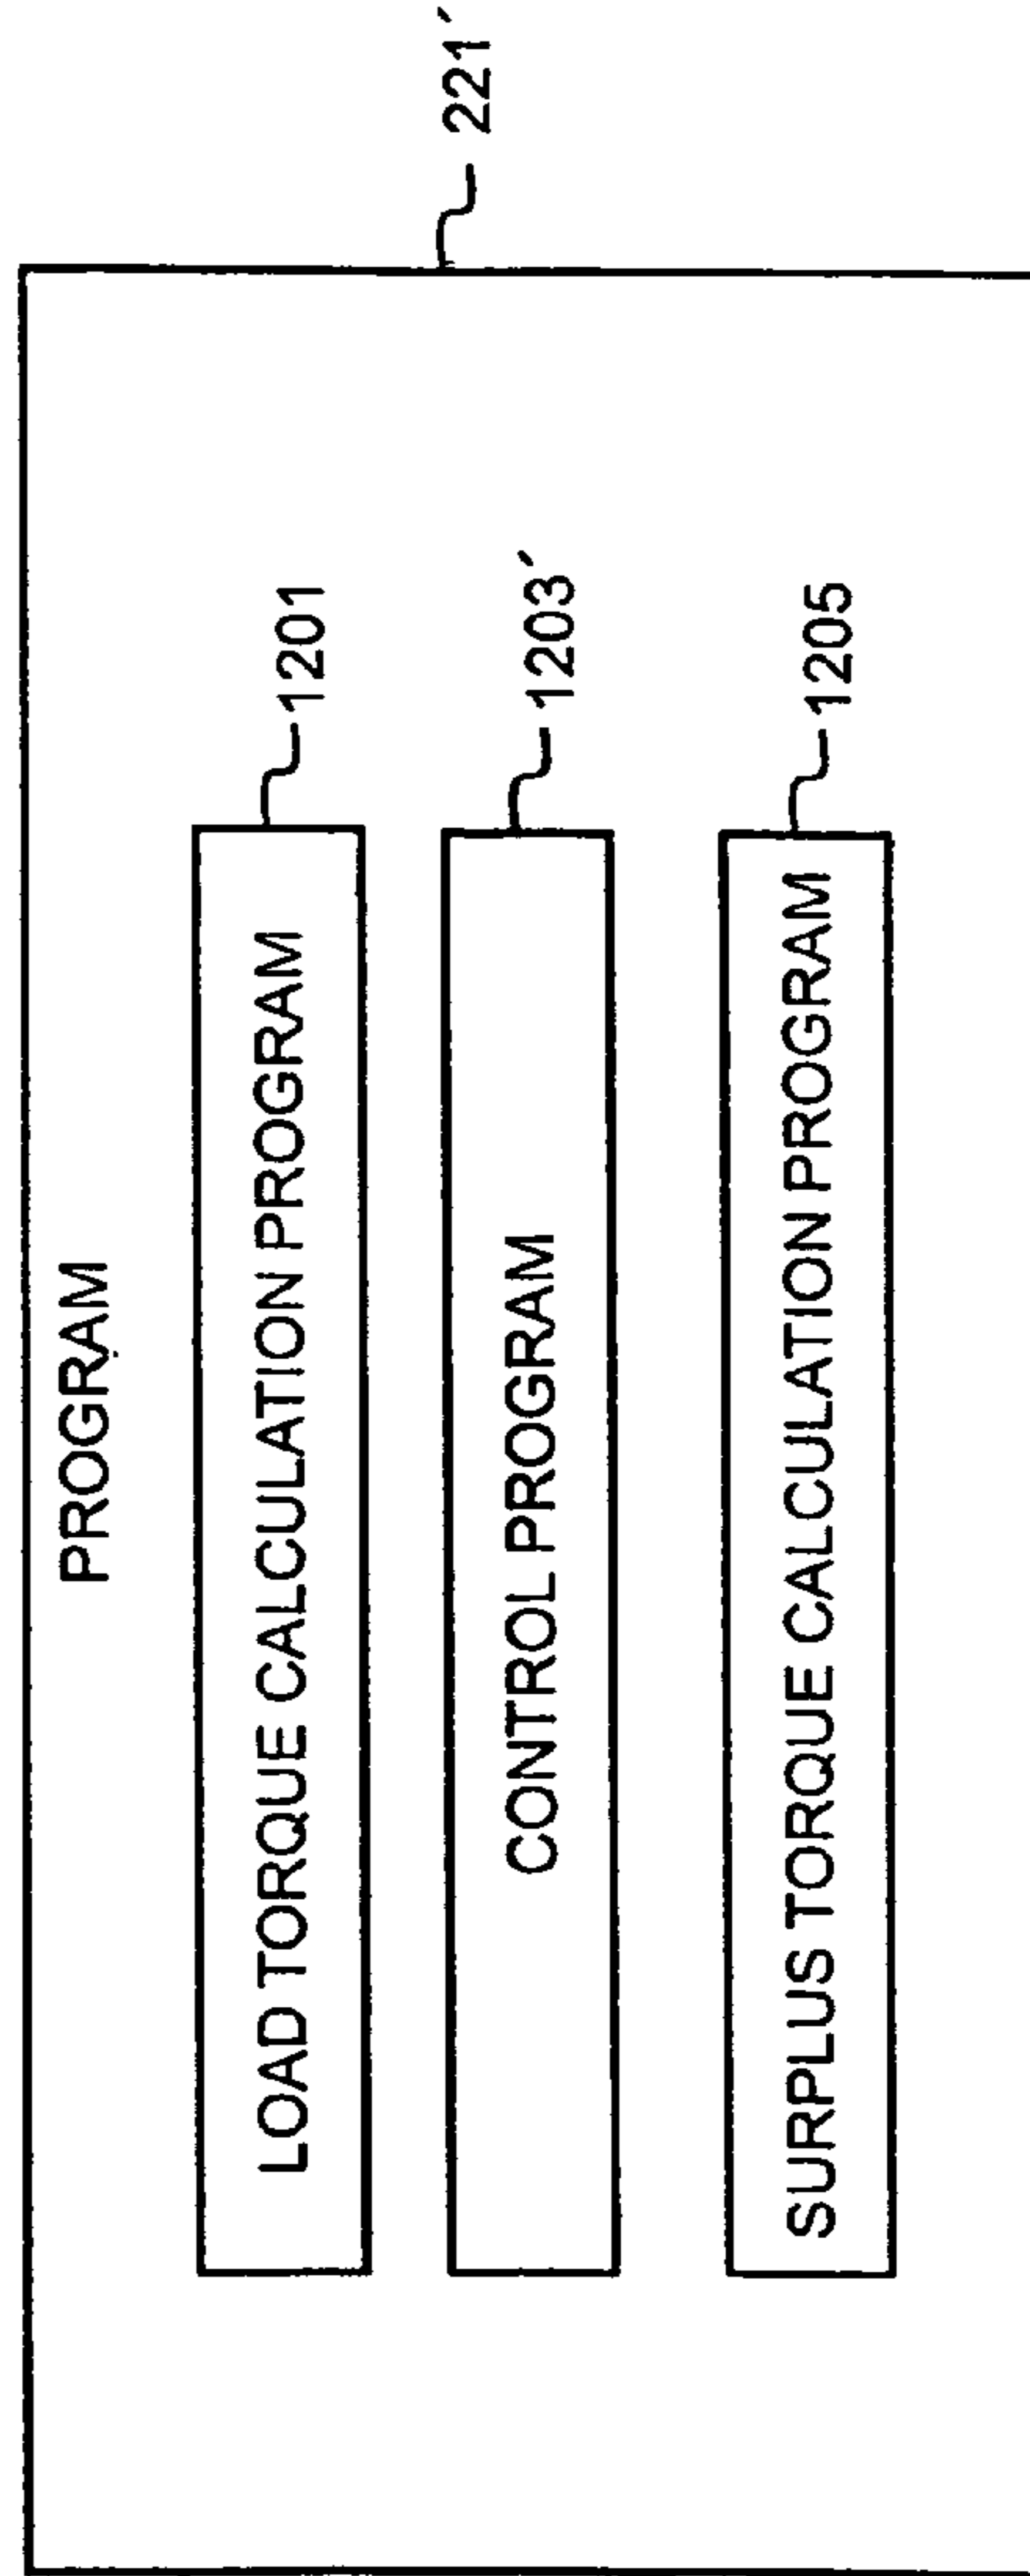 PROGRAM
221´
LOAD TORQUE CALCULATION PROGRAM
1201
CONTROL PROGRAM
1203´
SURPLUS TORQUE CALCULATION PROGRAM
1205